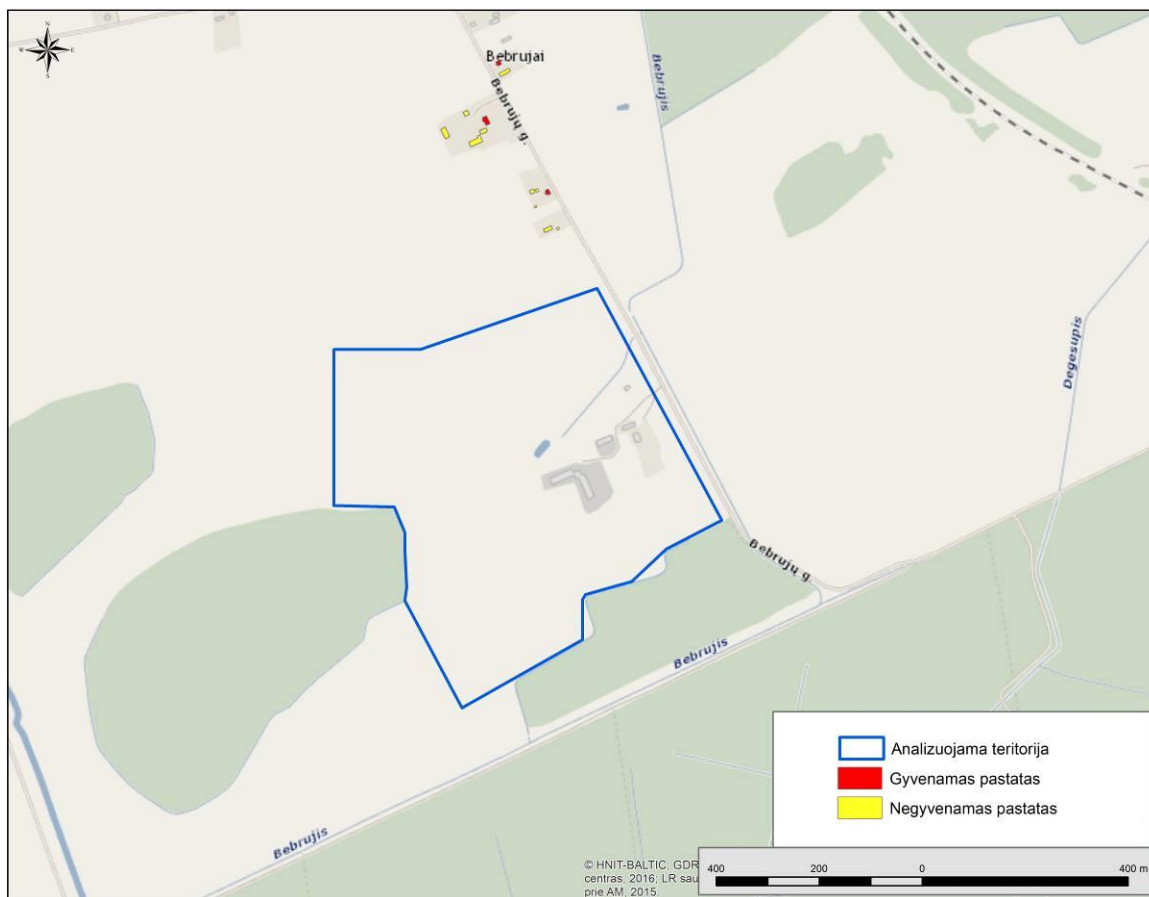 N
W E
S
Bebrujai
Bebrujis
Bebrujų g.
Degesupis
Bebrujų g.
Bebrujis
Bebrujis
Analizuojama teritorija
Gyvenamas pastatas
Negyvenamas pastatas
© HNIT-BALTIC, GDR
centras, 2016; LR sau
prie AM, 2015.
400 200 0 400 m